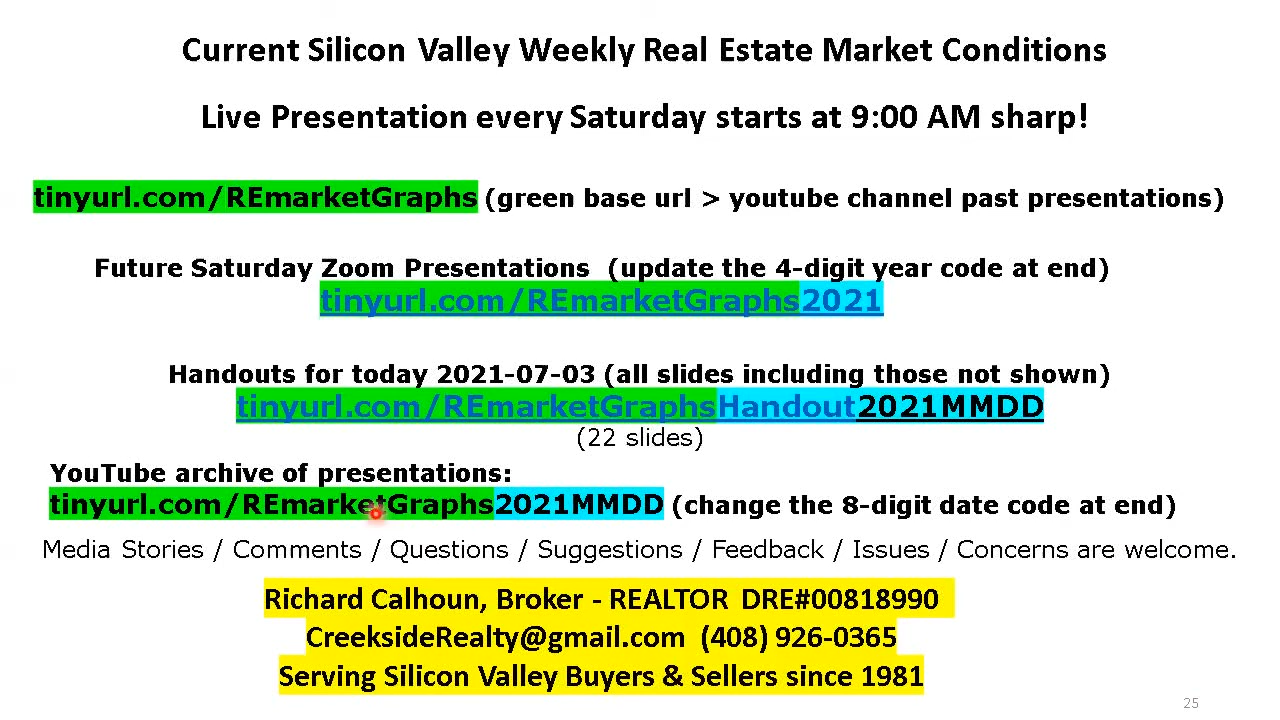 Current Silicon Valley Weekly Real Estate Market Conditions
Live Presentation every Saturday starts at 9:00 AM sharp!
tinyurl.com/REmarketGraphs (green base url > youtube channel past presentations)
Future Saturday Zoom Presentations (update the 4-digit year code at end)
tinyurl.com/REmarketGraphs2021
Handouts for today 2021-07-03 (all slides including those not shown)
tinyurl.com/REmarketGraphsHandout2021MMDD
(22 slides)
YouTube archive of presentations:
tinyurl.com/REmarketGraphs2021MMDD (change the 8-digit date code at end)
Media Stories / Comments / Questions / Suggestions / Feedback / Issues / Concerns are welcome.
Richard Calhoun, Broker - REALTOR DRE#00818990
CreeksideRealty@gmail.com (408) 926-0365
Serving Silicon Valley Buyers & Sellers since 1981
25